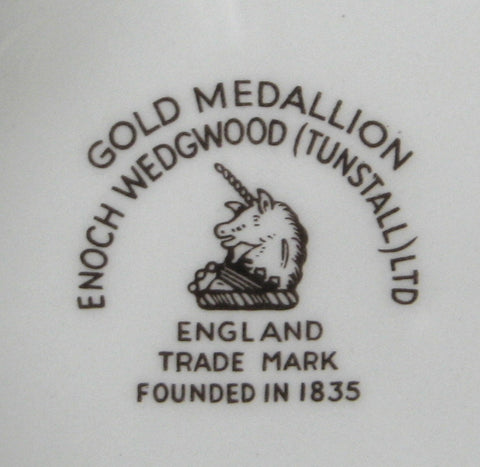 GOLD MEDALLION
ENOCH WEDGWOOD (TUNSTALL) LTD
ENGLAND
TRADE MARK
FOUNDED IN 1835